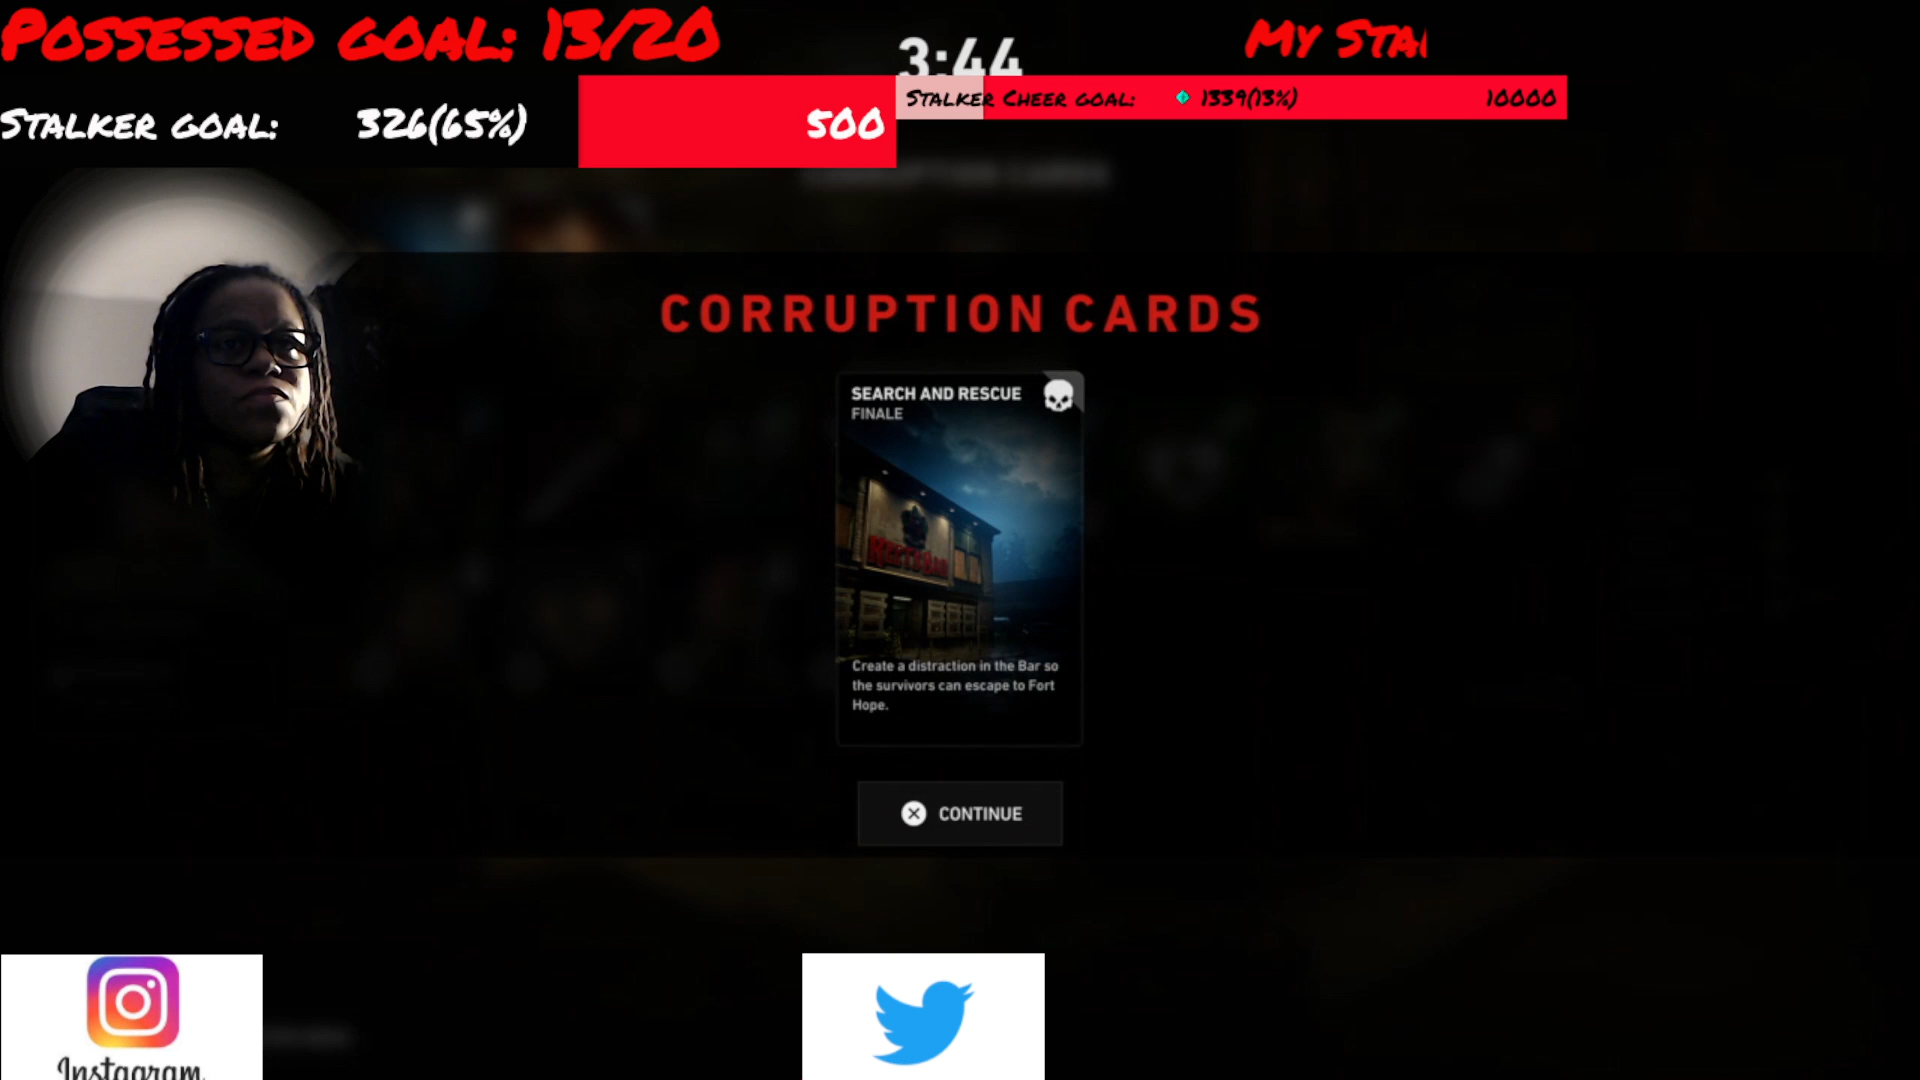 Possessed goal: 13/20
3:44
My Sta
Stalker Cheer goal: 1339(13%) 10000
Stalker goal: 326(65%) 500
CORRUPTION CARDS
SEARCH AND RESCUE
FINALE
Create a distraction in the Bar so
the survivors can escape to Fort
Hope.
CONTINUE
Instagram